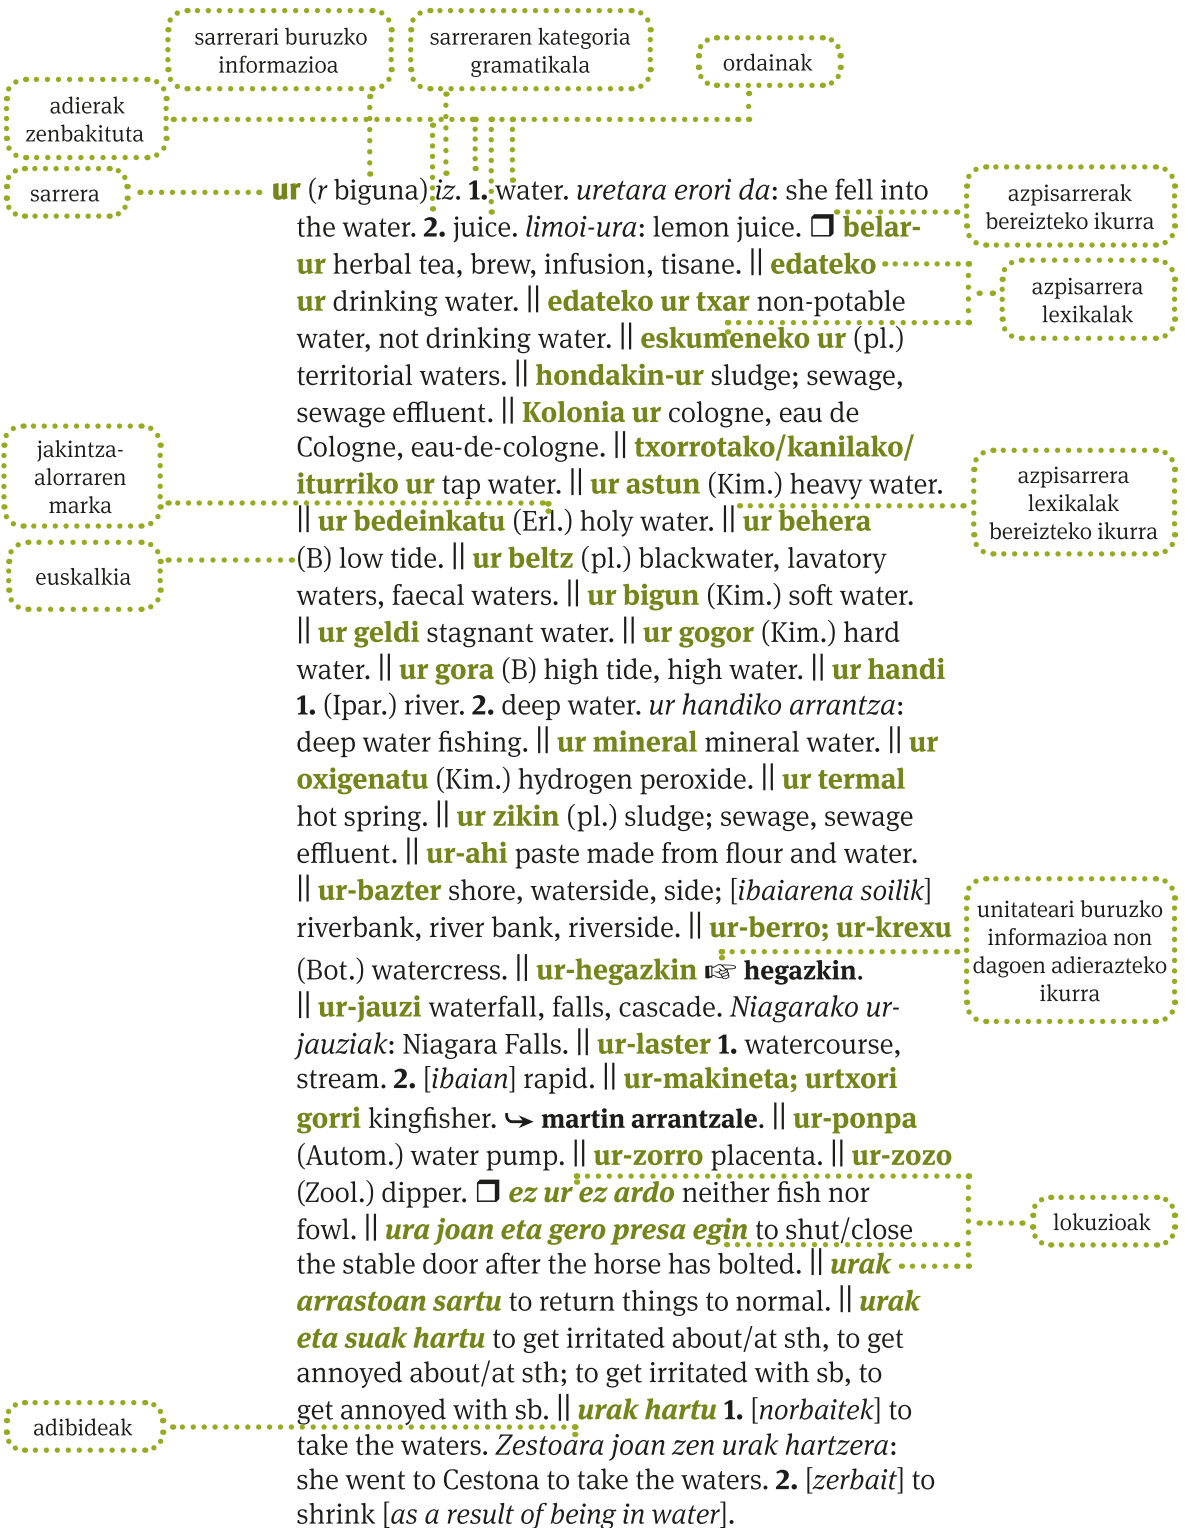 sarrerari buruzko
informazioa
sarreraren kategoria
gramatikala
ordainak
adierak
zenbakituta
sarrera
ur (r biguna) iz. 1. water. uretara erori da: she fell into
the water. 2. juice. limoi-ura: lemon juice. ❒ belar-
ur herbal tea, brew, infusion, tisane. || edateko
ur drinking water. || edateko ur txar non-potable
water, not drinking water. || eskumeneko ur (pl.)
territorial waters. || hondakin-ur sludge; sewage,
sewage effluent. || Kolonia ur cologne, eau de
Cologne, eau-de-cologne. || txorrotako/kanilako/
iturriko ur tap water. || ur astun (Kim.) heavy water.
|| ur bedeinkatu (Erl.) holy water. || ur behera
(B) low tide. || ur beltz (pl.) blackwater, lavatory
waters, faecal waters. || ur bigun (Kim.) soft water.
|| ur geldi stagnant water. || ur gogor (Kim.) hard
water. || ur gora (B) high tide, high water. || ur handi
1. (Ipar.) river. 2. deep water. ur handiko arrantza:
deep water fishing. || ur mineral mineral water. || ur
oxigenatu (Kim.) hydrogen peroxide. || ur termal
hot spring. || ur zikin (pl.) sludge; sewage, sewage
effluent. || ur-ahi paste made from flour and water.
|| ur-bazter shore, waterside, side; [ibaiarena soilik]
riverbank, river bank, riverside. || ur-berro; ur-krexu
(Bot.) watercress. || ur-hegazkin ☞ hegazkin.
|| ur-jauzi waterfall, falls, cascade. Niagarako ur-
jauziak: Niagara Falls. || ur-laster 1. watercourse,
stream. 2. [ibaian] rapid. || ur-makineta; urtxori
gorri kingfisher. ⤷ martin arrantzale. || ur-ponpa
(Autom.) water pump. || ur-zorro placenta. || ur-zozo
(Zool.) dipper. ❒ ez ur ez ardo neither fish nor
fowl. || ura joan eta gero presa egin to shut/close
the stable door after the horse has bolted. || urak
arrastoan sartu to return things to normal. || urak
eta suak hartu to get irritated about/at sth, to get
annoyed about/at sth; to get irritated with sb, to
get annoyed with sb. || urak hartu 1. [norbaitek] to
take the waters. Zestoara joan zen urak hartzera:
she went to Cestona to take the waters. 2. [zerbait] to
shrink [as a result of being in water].
azpisarrerak
bereizteko ikurra
azpisarrera
lexikalak
jakintza-
alorraren
marka
azpisarrera
lexikalak
bereizteko ikurra
euskalkia
unitateari buruzko
informazioa non
dagoen adierazteko
ikurra
lokuzioak
adibideak